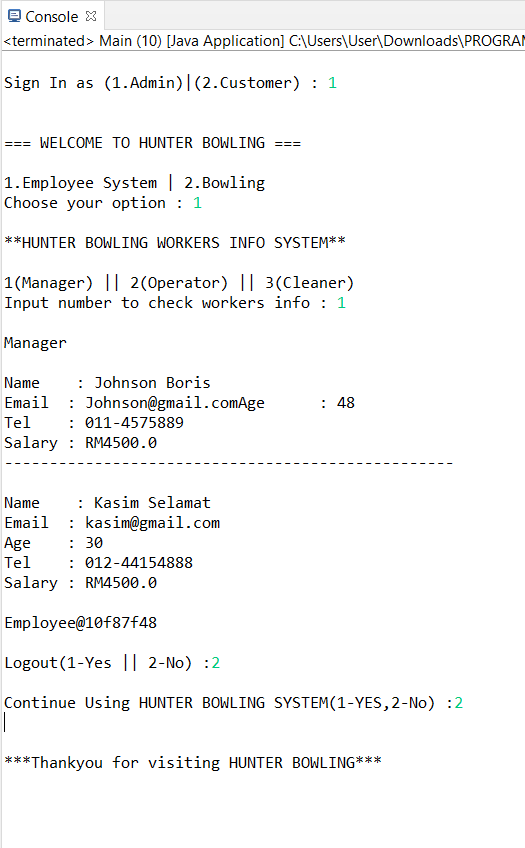 Console
<terminated> Main (10) [Java Application] C:\Users\User\Downloads\PROGRAM
Sign In as (1.Admin)|(2.Customer) : 1
=== WELCOME TO HUNTER BOWLING ===
1.Employee System | 2.Bowling
Choose your option : 1
**HUNTER BOWLING WORKERS INFO SYSTEM**
1(Manager) || 2(Operator) || 3(Cleaner)
Input number to check workers info : 1
Manager
Name    : Johnson Boris
Email  : Johnson@gmail.comAge      : 48
Tel    : 011-4575889
Salary : RM4500.0
--------------------------------------------------
Name    : Kasim Selamat
Email  : kasim@gmail.com
Age    : 30
Tel    : 012-44154888
Salary : RM4500.0
Employee@10f87f48
Logout(1-Yes || 2-No) :2
Continue Using HUNTER BOWLING SYSTEM(1-YES,2-No) :2
***Thankyou for visiting HUNTER BOWLING***